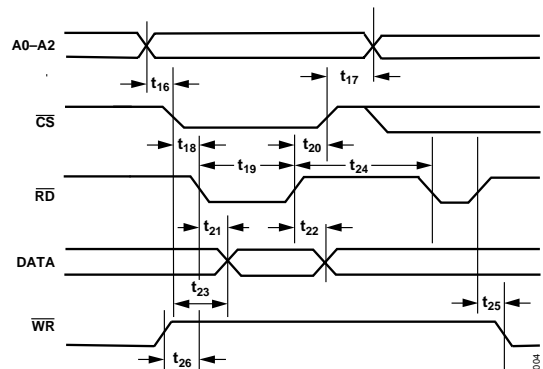 A0–A2
t16
t17
CS
t18
t20
t19
t24
RD
t21
t22
DATA
t23
t25
WR
t26
004